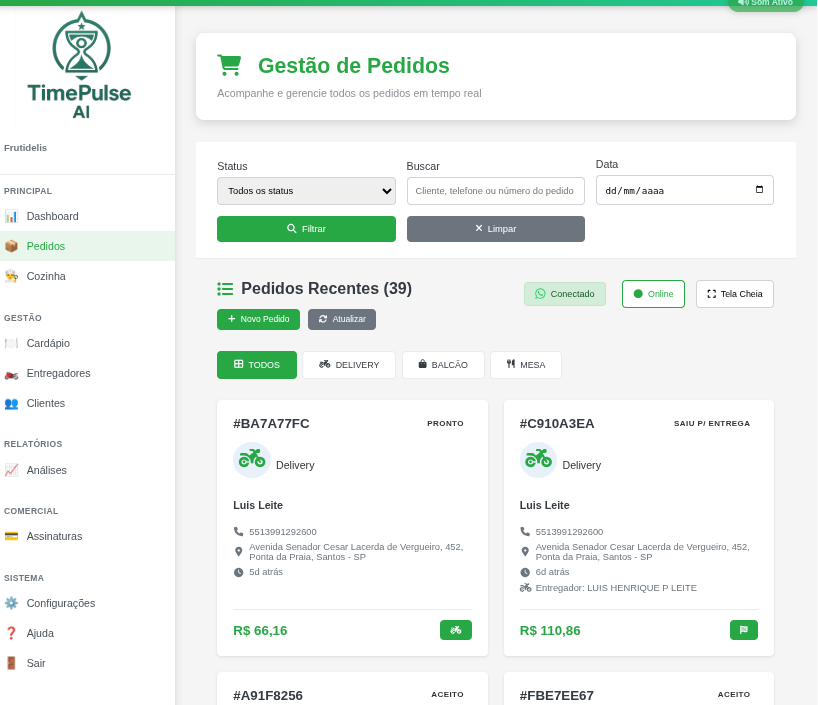 Som Ativo
TimePulse
AI
Frutidelis
PRINCIPAL
Dashboard
Pedidos
Cozinha
GESTÃO
Cardápio
Entregadores
Clientes
RELATÓRIOS
Análises
COMERCIAL
Assinaturas
SISTEMA
Configurações
Ajuda
Sair
Gestão de Pedidos
Acompanhe e gerencie todos os pedidos em tempo real
Status
Buscar
Data
Todos os status
Cliente, telefone ou número do pedido
dd/mm/aaaa
Filtrar
Limpar
Pedidos Recentes (39)
Conectado
Online
Tela Cheia
Novo Pedido
Atualizar
TODOS
DELIVERY
BALCÃO
MESA
#BA7A77FC
PRONTO
Delivery
Luis Leite
5513991292600
Avenida Senador Cesar Lacerda de Vergueiro, 452,
Ponta da Praia, Santos - SP
5d atrás
R$ 66,16
#C910A3EA
SAIU P/ ENTREGA
Delivery
Luis Leite
5513991292600
Avenida Senador Cesar Lacerda de Vergueiro, 452,
Ponta da Praia, Santos - SP
6d atrás
Entregador: LUIS HENRIQUE P LEITE
R$ 110,86
#A91F8256
ACEITO
#FBE7EE67
ACEITO